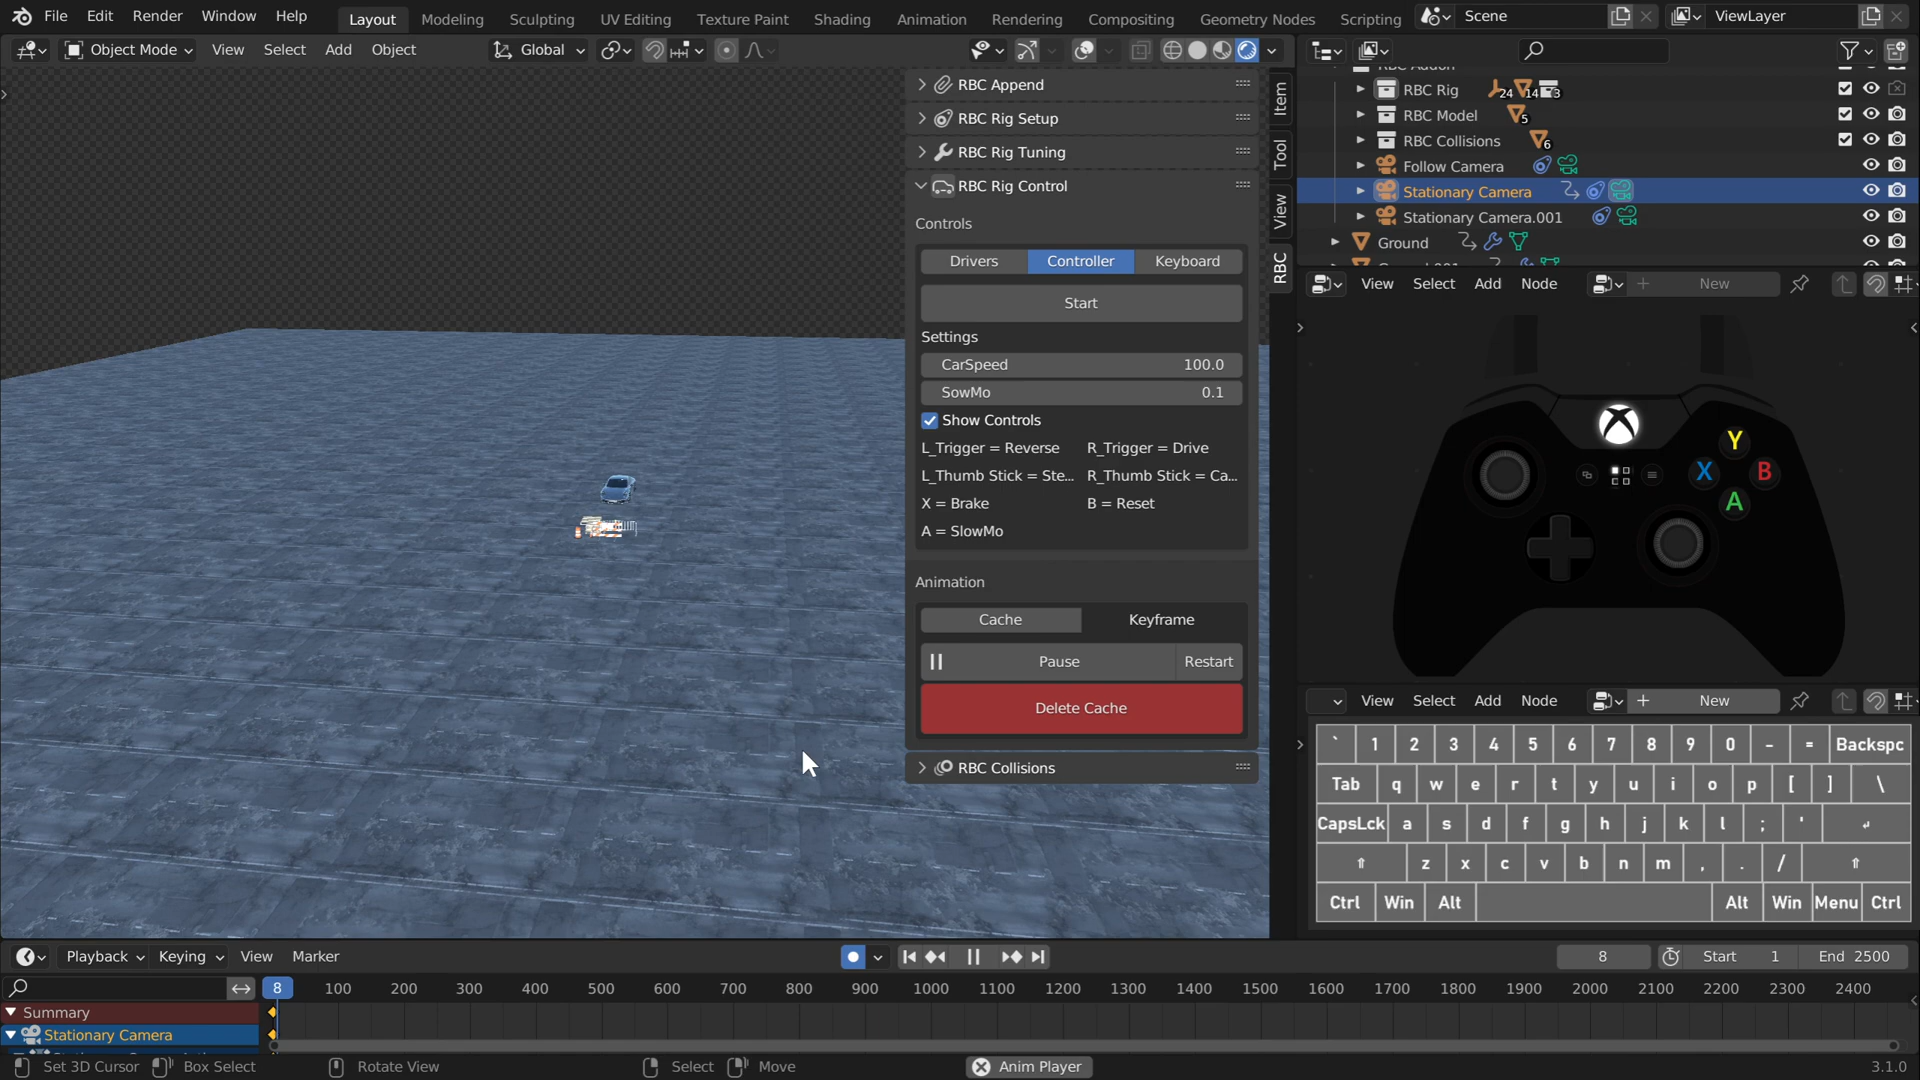 File Edit Render Window Help Layout Modeling Sculpting UV Editing Texture Paint Shading Animation Rendering Compositing Geometry Nodes Scripting Scene ViewLayer
Object Mode View Select Add Object Global
RBC Append
RBC Rig Setup
RBC Rig Tuning
RBC Rig Control
Controls
Drivers Controller Keyboard
Start
Settings
CarSpeed 100.0
SowMo 0.1
Show Controls
L_Trigger = Reverse R_Trigger = Drive
L_Thumb Stick = Ste... R_Thumb Stick = Ca...
X = Brake B = Reset
A = SlowMo
Animation
Cache Keyframe
Pause Restart
Delete Cache
RBC Collisions
Item
Tool
View
RBC
RBC Rig 24 14 3
RBC Model 5
RBC Collisions 6
Follow Camera
Stationary Camera
Stationary Camera.001
Ground
View Select Add Node New
Y
X B
A
View Select Add Node New
` 1 2 3 4 5 6 7 8 9 0 - = Backspc
Tab q w e r t y u i o p [ ] \
CapsLck a s d f g h j k l ; '
z x c v b n m , . /
Ctrl Win Alt Alt Win Menu Ctrl
Playback Keying View Marker 8 Start 1 End 2500
8 100 200 300 400 500 600 700 800 900 1000 1100 1200 1300 1400 1500 1600 1700 1800 1900 2000 2100 2200 2300 2400
Summary
Stationary Camera
Set 3D Cursor Box Select Rotate View Select Move Anim Player 3.1.0